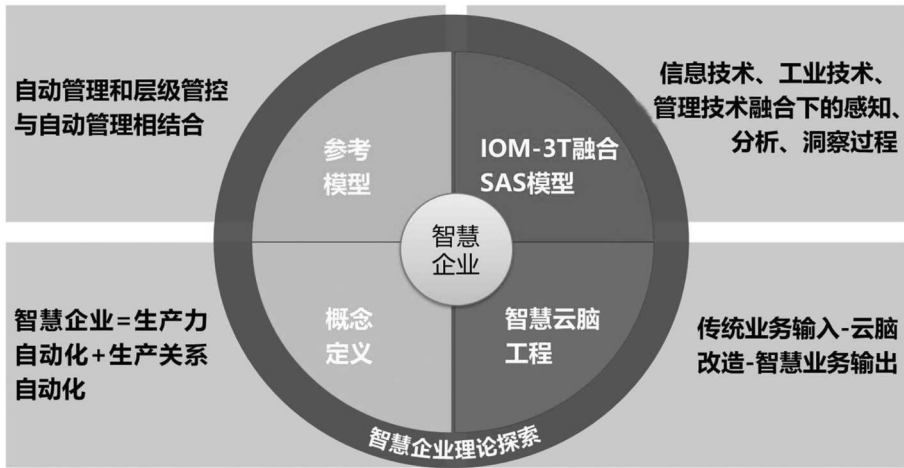 自动管理和层级管控
与自动管理相结合
信息技术、工业技术、
管理技术融合下的感知、
分析、洞察过程
参考
模型
IOM-3T融合
SAS模型
智慧
企业
智慧企业=生产力
自动化+生产关系
自动化
概念
定义
智慧云脑
工程
传统业务输入-云脑
改造-智慧业务输出
智慧企业理论探索